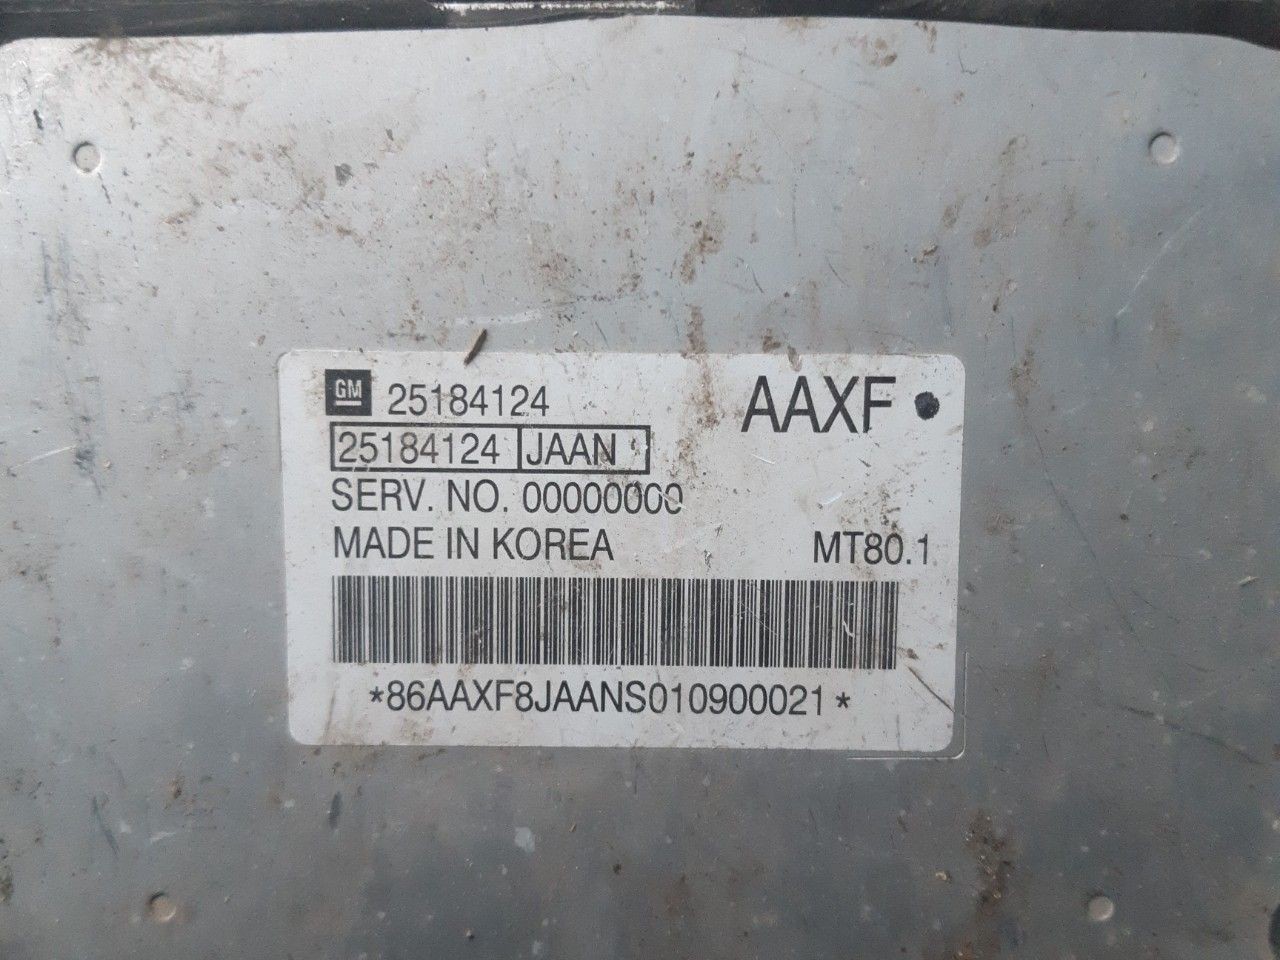 GM 25184124 AAXF
25184124 JAAN
SERV. NO. 00000000
MADE IN KOREA MT80.1
*86AAXF8JAANS010900021*